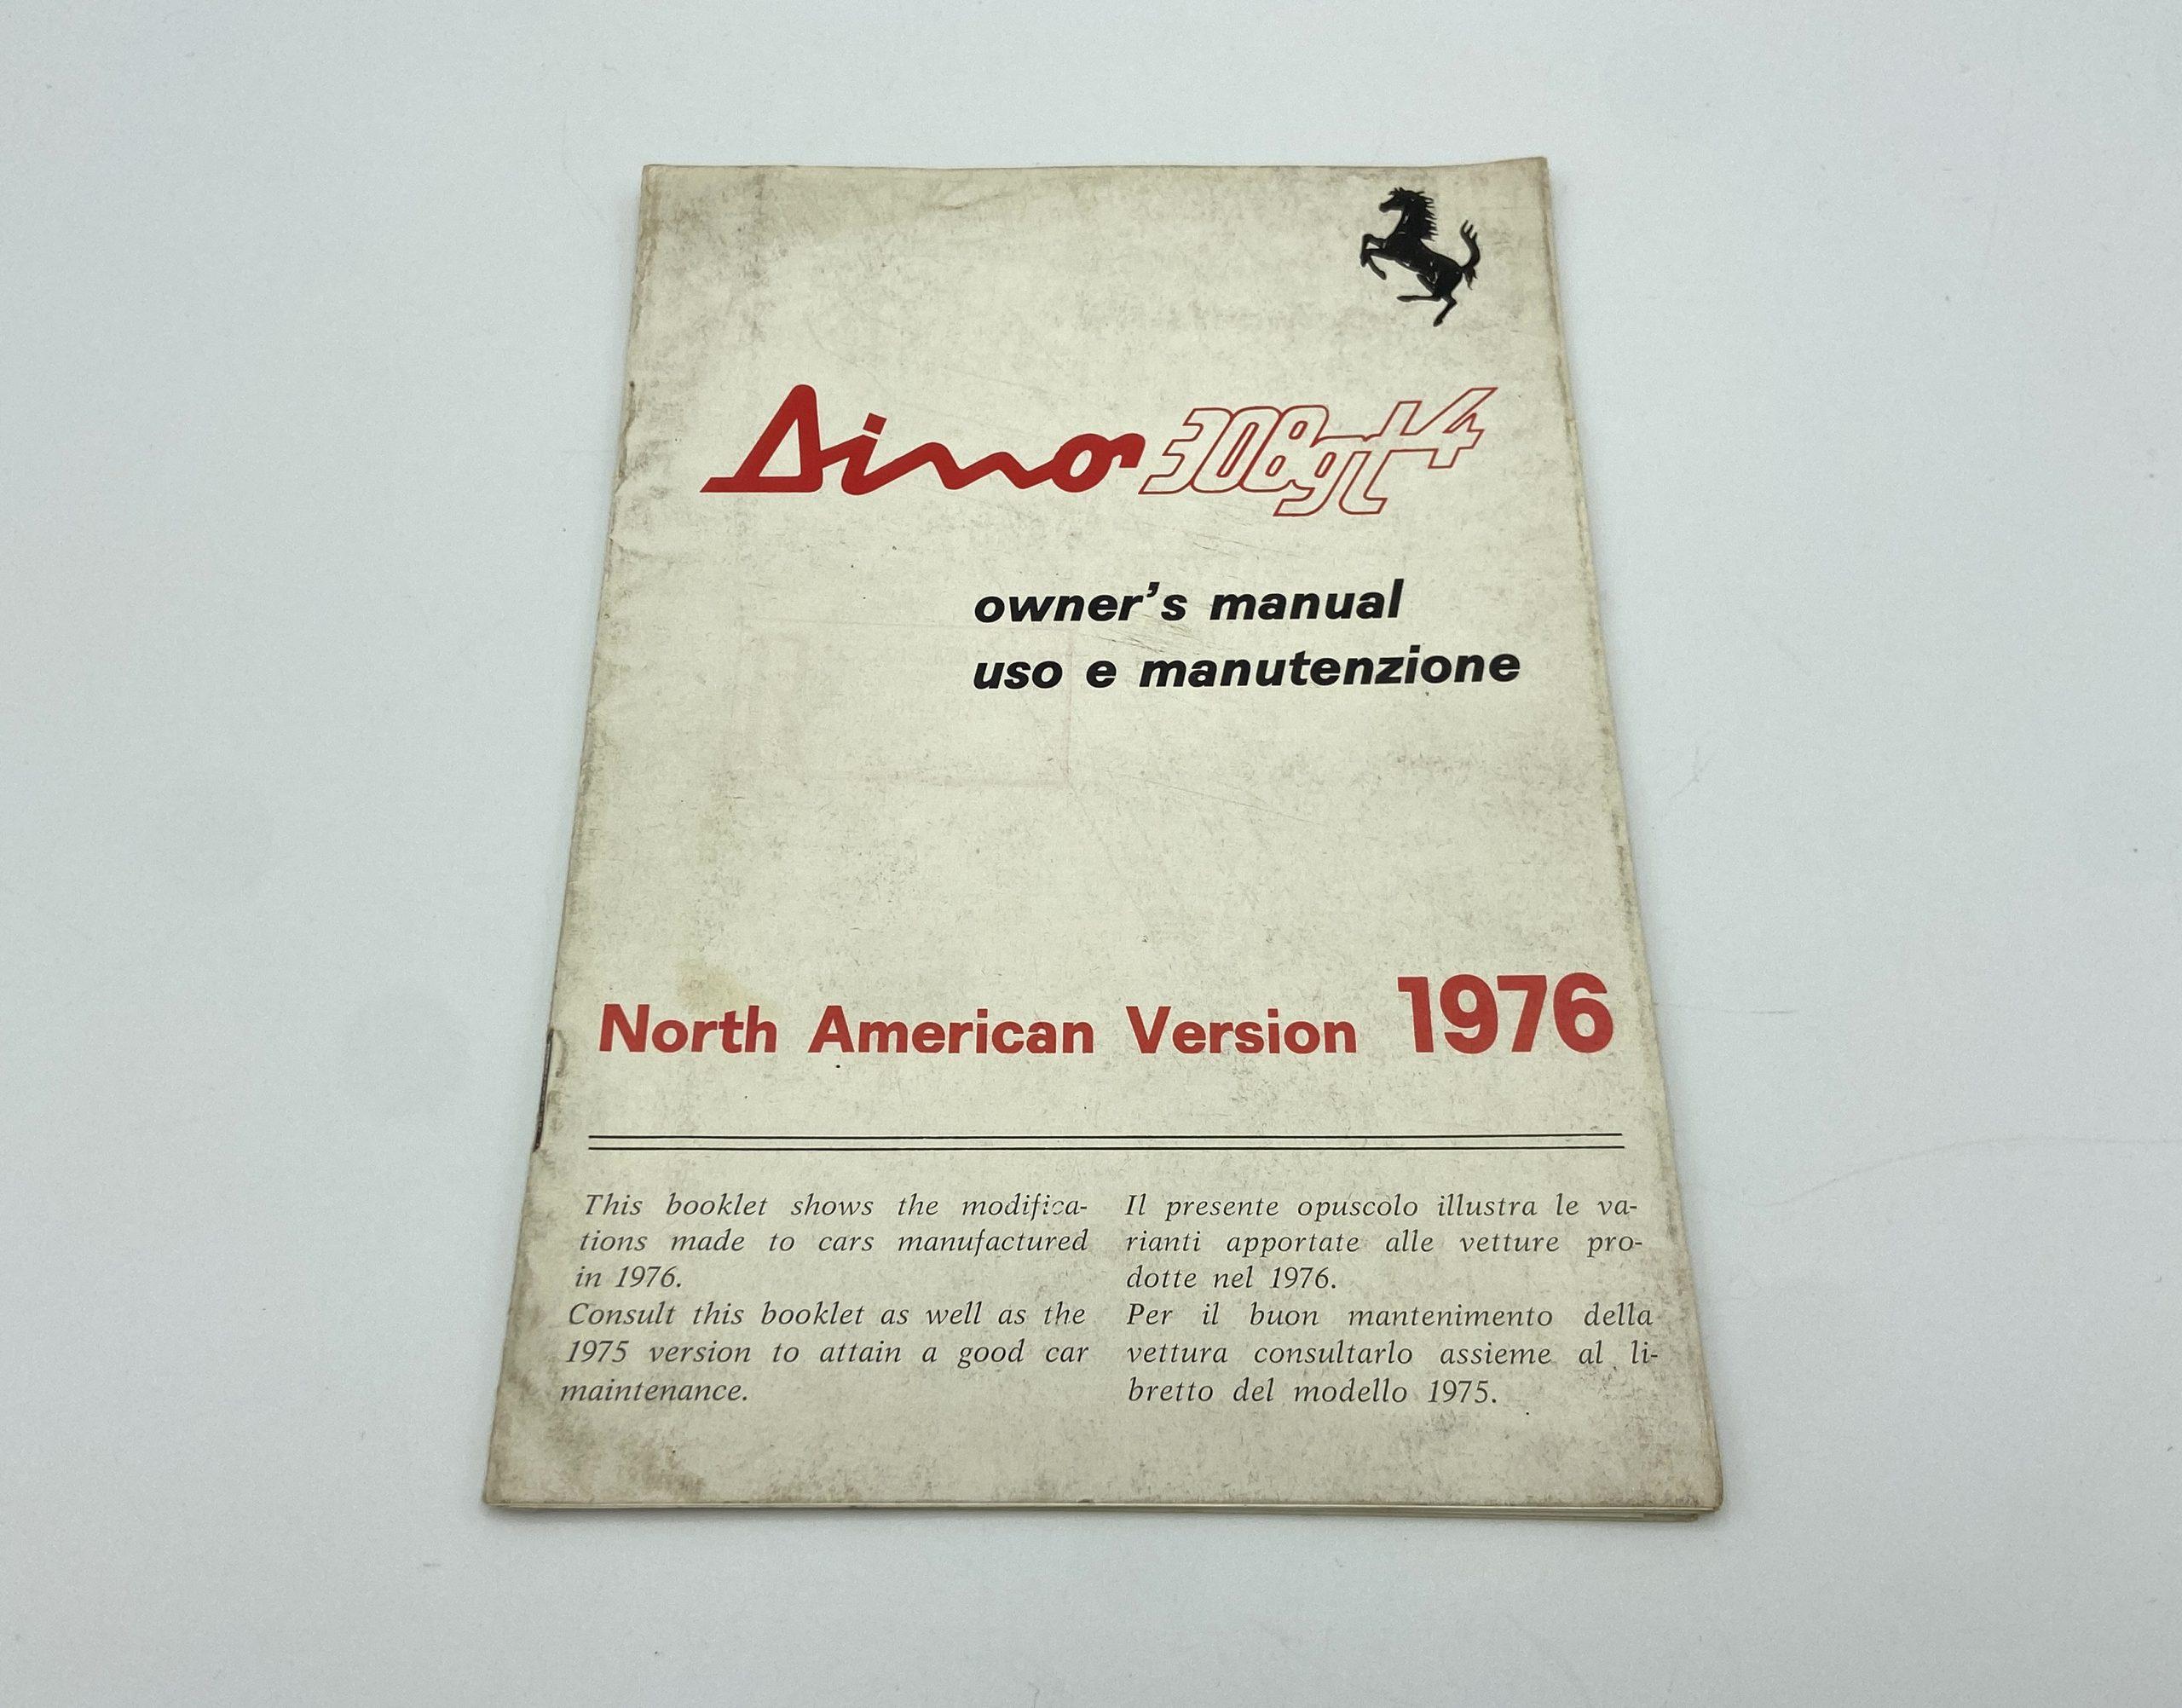 Dino 308gt4
owner's manual
uso e manutenzione
North American Version 1976
This booklet shows the modifica-
tions made to cars manufactured
in 1976.
Consult this booklet as well as the
1975 version to attain a good car
maintenance.
Il presente opuscolo illustra le va-
rianti apportate alle vetture pro-
dotte nel 1976.
Per il buon mantenimento della
vettura consultarlo assieme al li-
bretto del modello 1975.